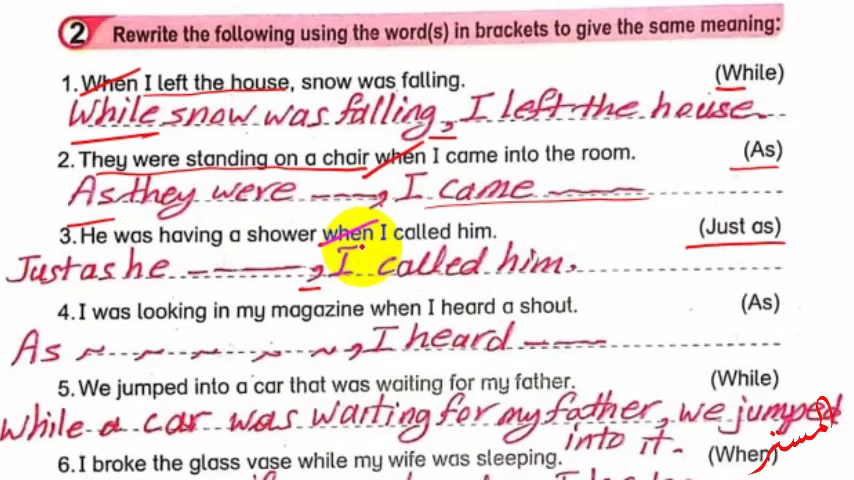 2 Rewrite the following using the word(s) in brackets to give the same meaning:
1. When I left the house, snow was falling. (While)
While snow was falling, I left the house.
2. They were standing on a chair when I came into the room. (As)
As they were ———, I came ———
3. He was having a shower when I called him. (Just as)
Just as he ———, I called him.
4. I was looking in my magazine when I heard a shout. (As)
As ~ ~ ~ ~ ~, I heard ———
5. We jumped into a car that was waiting for my father. (While)
While a car was waiting for my father, we jumped
into it.
المستر
6. I broke the glass vase while my wife was sleeping. (When)